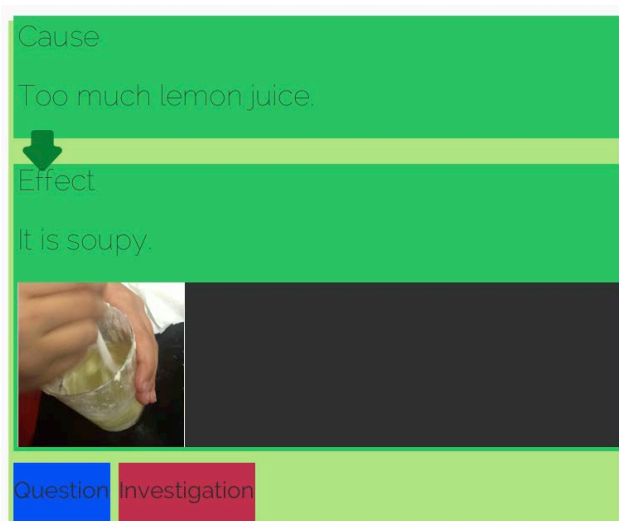 Cause
Too much lemon juice.
Effect
It is soupy.
Question
Investigation